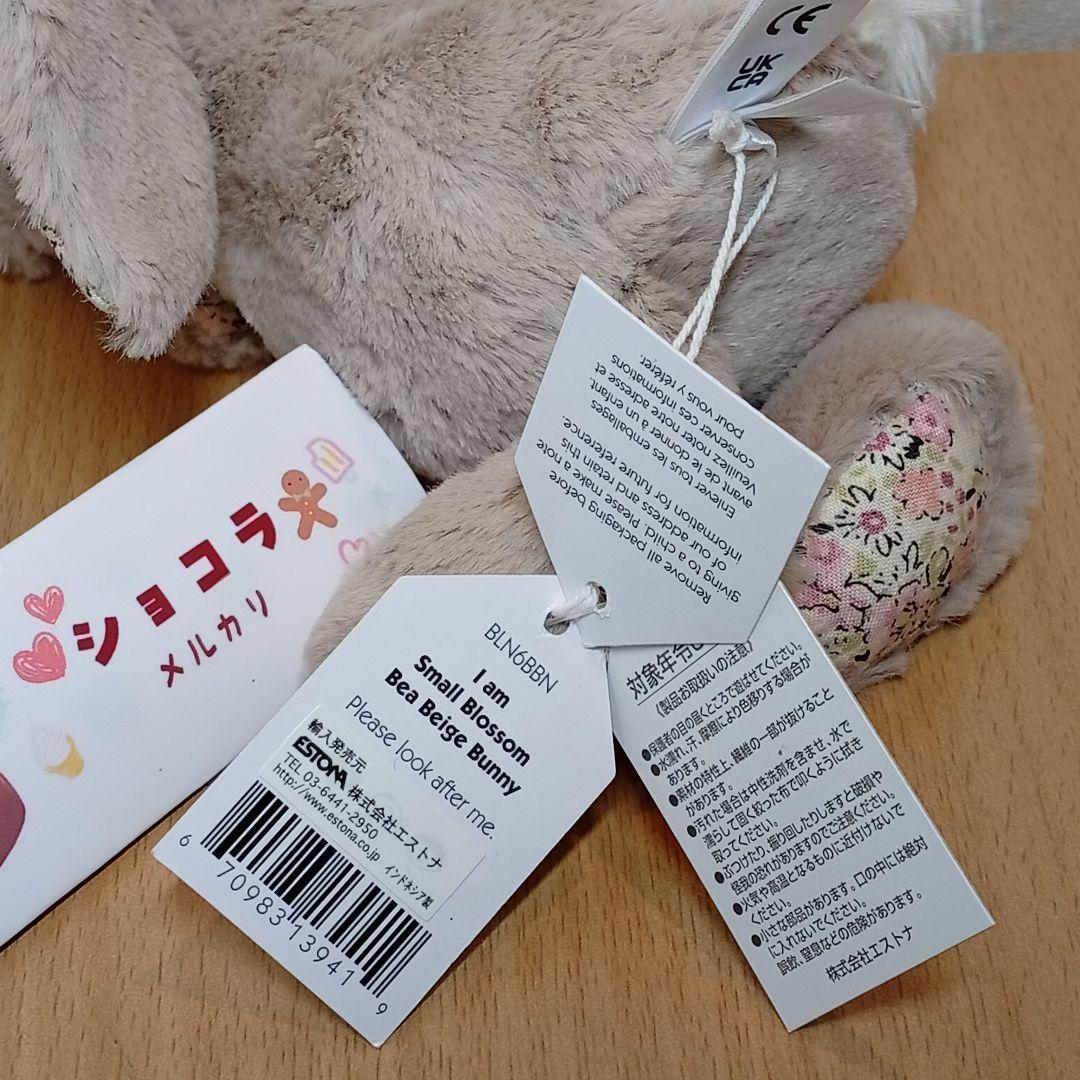 CE
UK
CA
Remove all packaging before
giving to a child, please make a note
of our address and retain this
information for future reference.
Enlever tous les emballages
avant de le donner à un enfant.
Veuillez noter notre adresse et
conserver ces informations
pour vous y référer.
ショコラ
メルカリ
BLN6BBN
I am
Small Blossom
Bea Beige Bunny
Please look after me.
輸入発売元
ESTONA 株式会社エストナ
TEL 03-6441-2950
http://www.estona.co.jp インドネシア製
6 70983 13941 9
対象年令
《製品お取扱いの注意》
●保護者の目の届くところで遊ばせてください。
●水濡れ、汗、摩擦により色移りする場合が
あります。
●素材の特性上、繊維の一部が抜けること
があります。
●汚れた場合は中性洗剤を含ませ、水で
濡らして固く絞った布で叩くように拭き
取ってください。
●ぶつけたり、振り回したりしますと破損や
怪我の恐れがありますのでご注意ください。
●火気や高温となるものに近付けないで
ください。
●小さな部品があります。口の中には絶対
に入れないでください。
誤飲、窒息などの危険があります。
株式会社エストナ